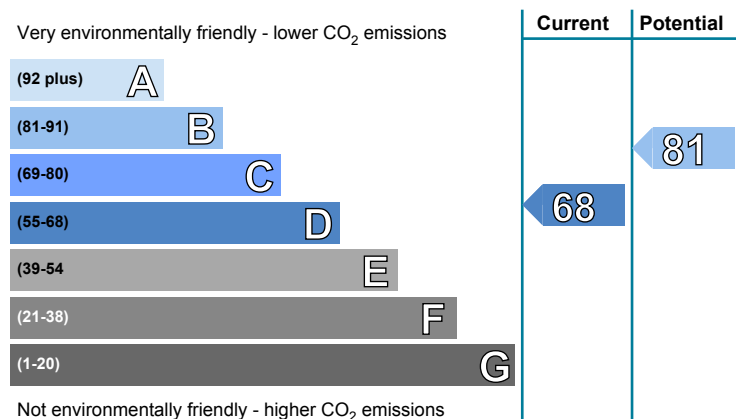 Very environmentally friendly - lower CO2 emissions
Current
Potential
(92 plus) A
(81-91) B
(69-80) C
(55-68) D
(39-54 E
(21-38) F
(1-20) G
68
81
Not environmentally friendly - higher CO2 emissions